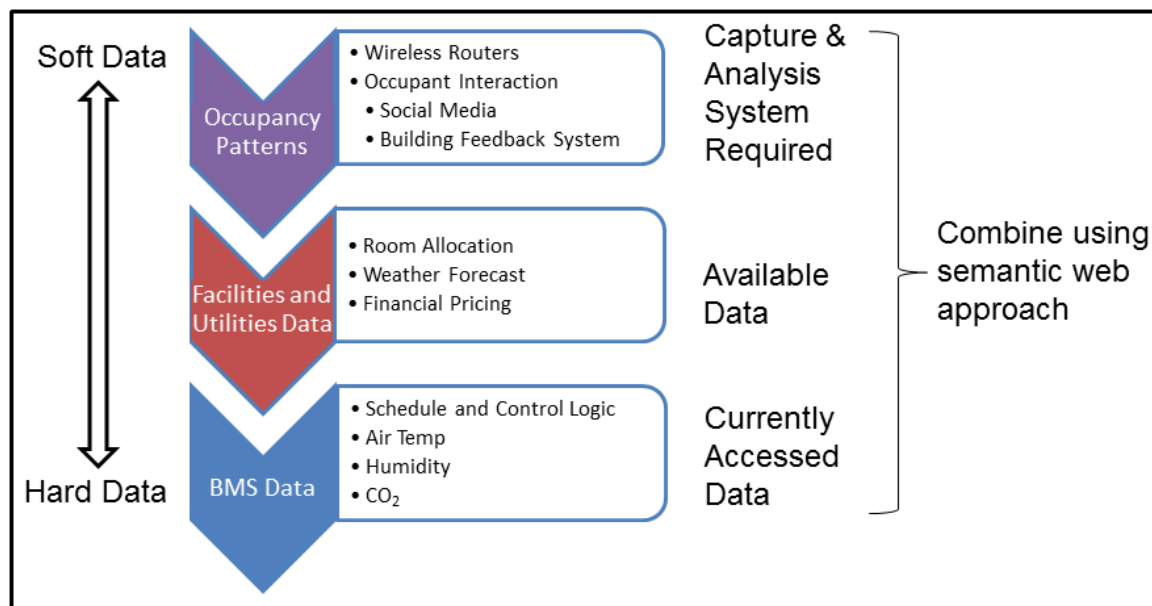 Soft Data
Hard Data
Occupancy
Patterns
• Wireless Routers
• Occupant Interaction
• Social Media
• Building Feedback System
Capture &
Analysis
System
Required
Facilities and
Utilities Data
• Room Allocation
• Weather Forecast
• Financial Pricing
Available
Data
BMS Data
• Schedule and Control Logic
• Air Temp
• Humidity
• CO₂
Currently
Accessed
Data
Combine using
semantic web
approach